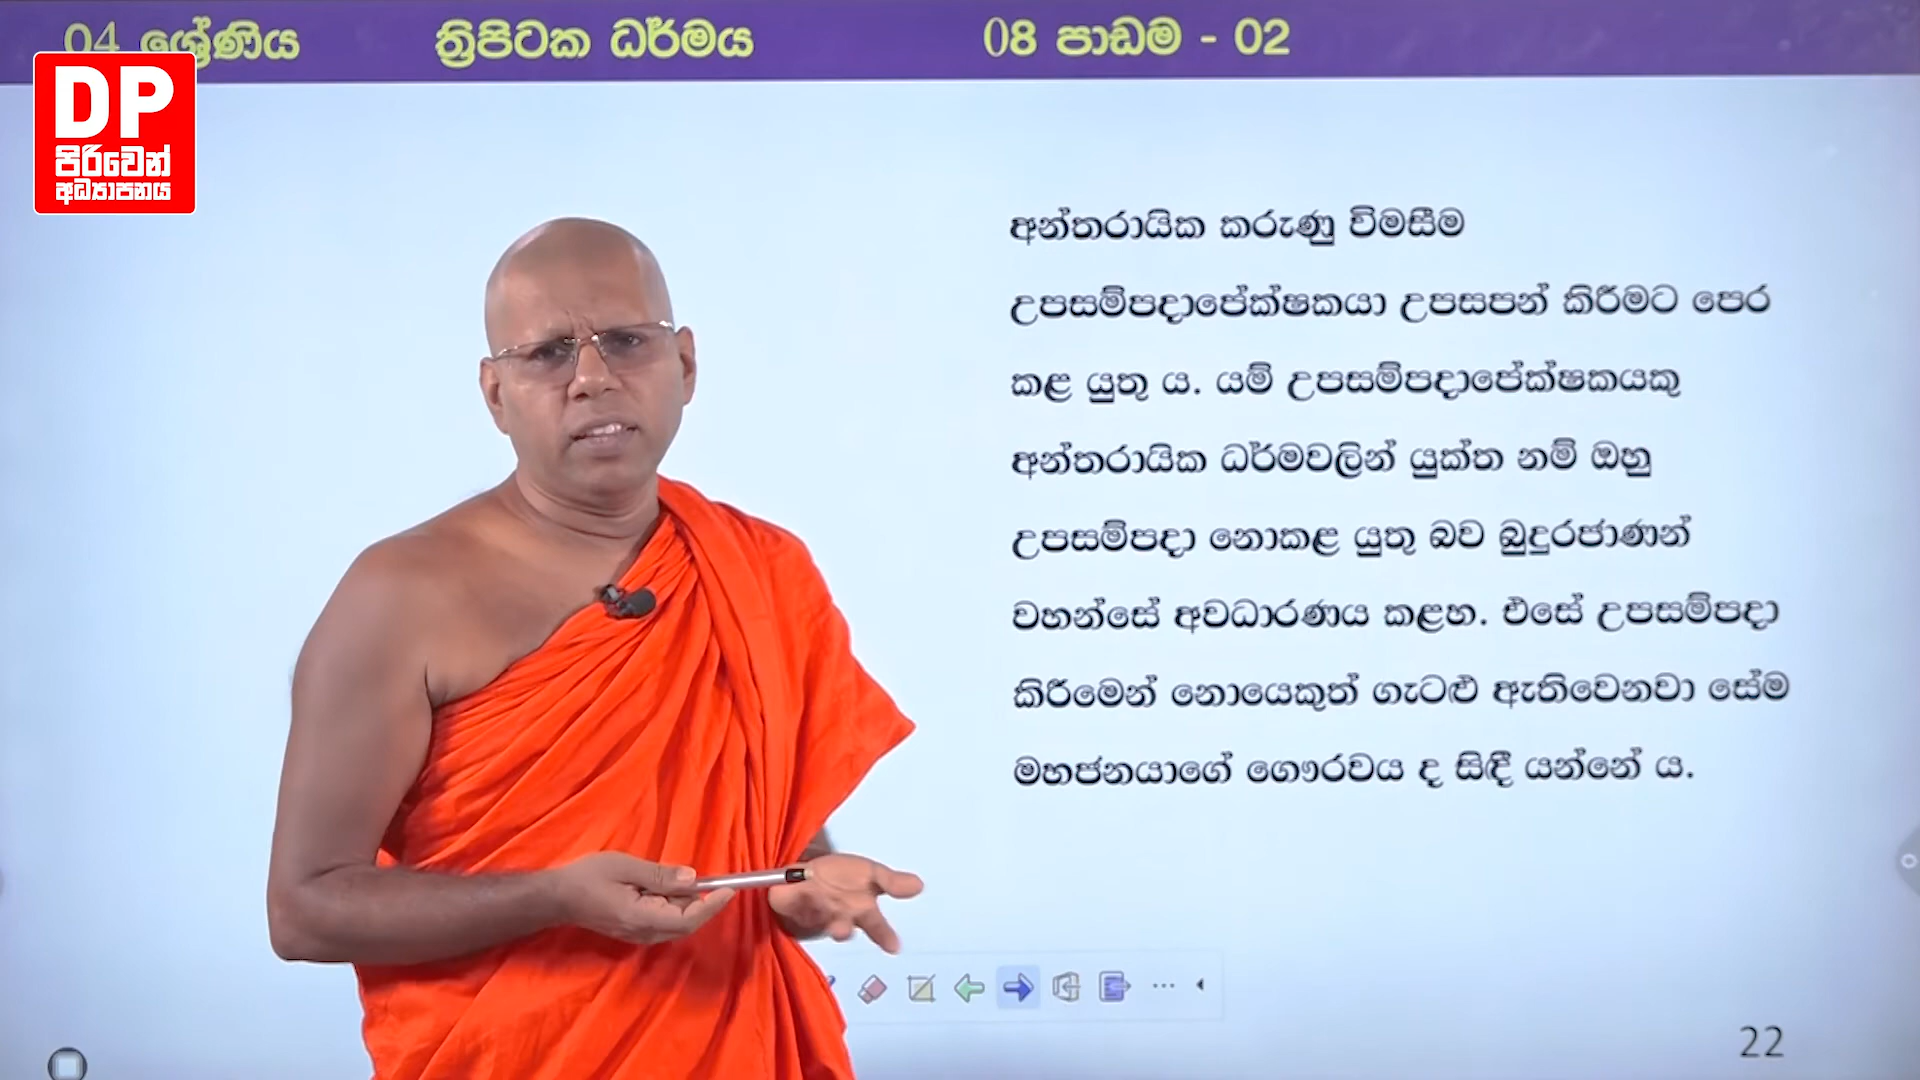 04 ශ්‍රේණිය ත්‍රිපිටක ධර්මය 08 පාඩම - 02
DP
පිරිවෙන්
අධ්‍යාපනය
අන්තරායික කරුණු විමසීම
උපසම්පදාපේක්ෂකයා උපසපන් කිරීමට පෙර
කළ යුතු ය. යම් උපසම්පදාපේක්ෂකයකු
අන්තරායික ධර්මවලින් යුක්ත නම් ඔහු
උපසම්පදා නොකළ යුතු බව බුදුරජාණන්
වහන්සේ අවධාරණය කළහ. එසේ උපසම්පදා
කිරීමෙන් නොයෙකුත් ගැටළු ඇතිවෙනවා සේම
මහජනයාගේ ගෞරවය ද සිඳී යන්නේ ය.
22